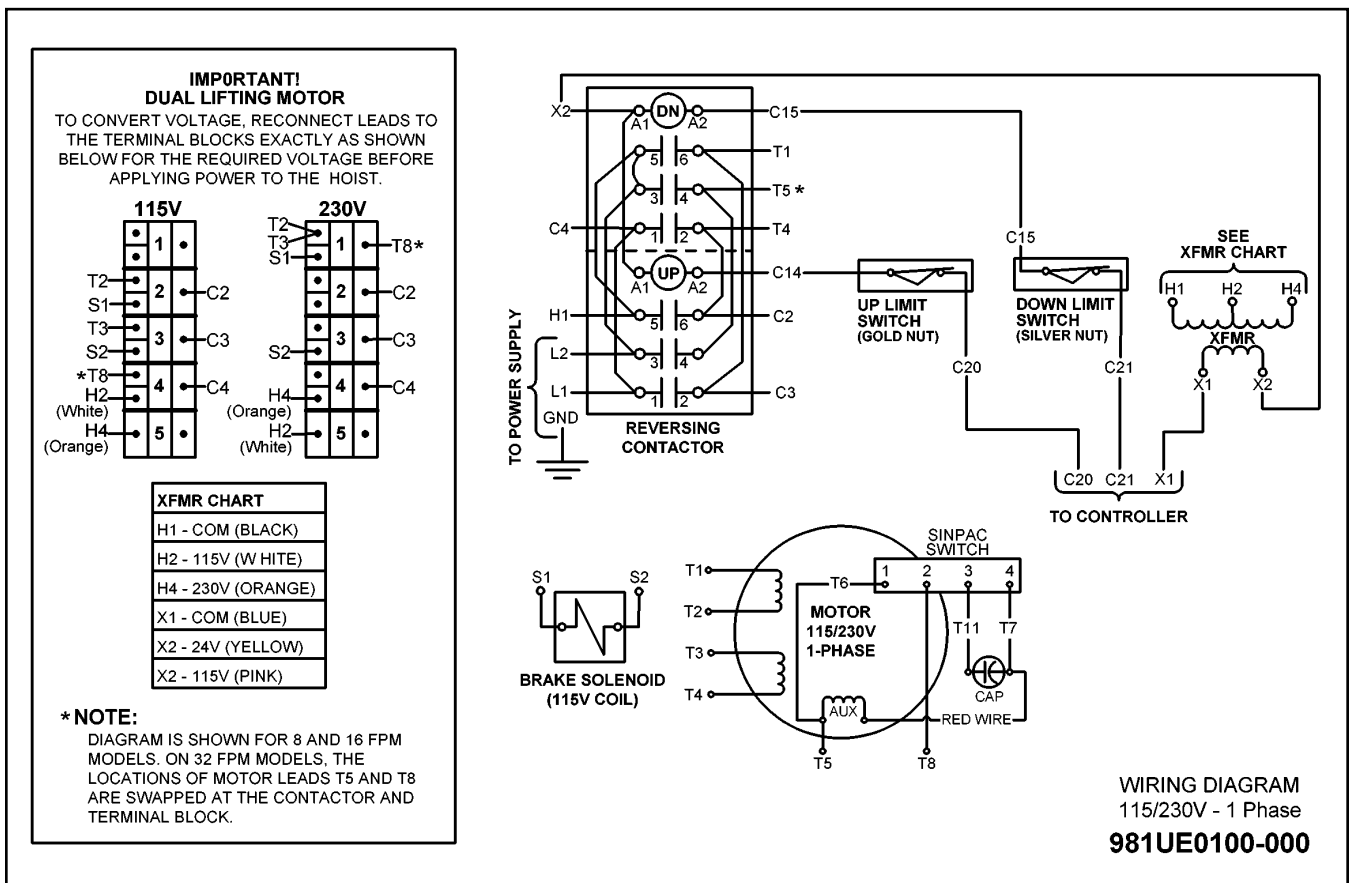 IMP0RTANT!
DUAL LIFTING MOTOR
TO CONVERT VOLTAGE, RECONNECT LEADS TO
THE TERMINAL BLOCKS EXACTLY AS SHOWN
BELOW FOR THE REQUIRED VOLTAGE BEFORE
APPLYING POWER TO THE HOIST.
115V
1
T2
S1
2
C2
T3
S2
3
C3
*T8
H2
(White)
4
C4
H4
(Orange)
5
230V
T2
T3
S1
1
T8*
2
C2
S2
3
C3
H4
(Orange)
4
C4
H2
(White)
5
XFMR CHART
H1 - COM (BLACK)
H2 - 115V (W HITE)
H4 - 230V (ORANGE)
X1 - COM (BLUE)
X2 - 24V (YELLOW)
X2 - 115V (PINK)
*NOTE:
DIAGRAM IS SHOWN FOR 8 AND 16 FPM
MODELS. ON 32 FPM MODELS, THE
LOCATIONS OF MOTOR LEADS T5 AND T8
ARE SWAPPED AT THE CONTACTOR AND
TERMINAL BLOCK.
X2
A1
DN
A2
C15
5
6
T1
3
4
T5*
C4
1
2
T4
A1
UP
A2
C14
H1
5
6
C2
L2
3
4
L1
1
2
C3
GND
TO POWER SUPPLY
REVERSING
CONTACTOR
UP LIMIT
SWITCH
(GOLD NUT)
C20
C15
DOWN LIMIT
SWITCH
(SILVER NUT)
C21
SEE
XFMR CHART
H1 H2 H4
XFMR
X1 X2
C20 C21 X1
TO CONTROLLER
S1 S2
BRAKE SOLENOID
(115V COIL)
T1
T2
T3
T4
SINPAC
SWITCH
1 2 3 4
T6
MOTOR
115/230V
1-PHASE
T11 T7
CAP
AUX
RED WIRE
T5
T8
WIRING DIAGRAM
115/230V - 1 Phase
981UE0100-000